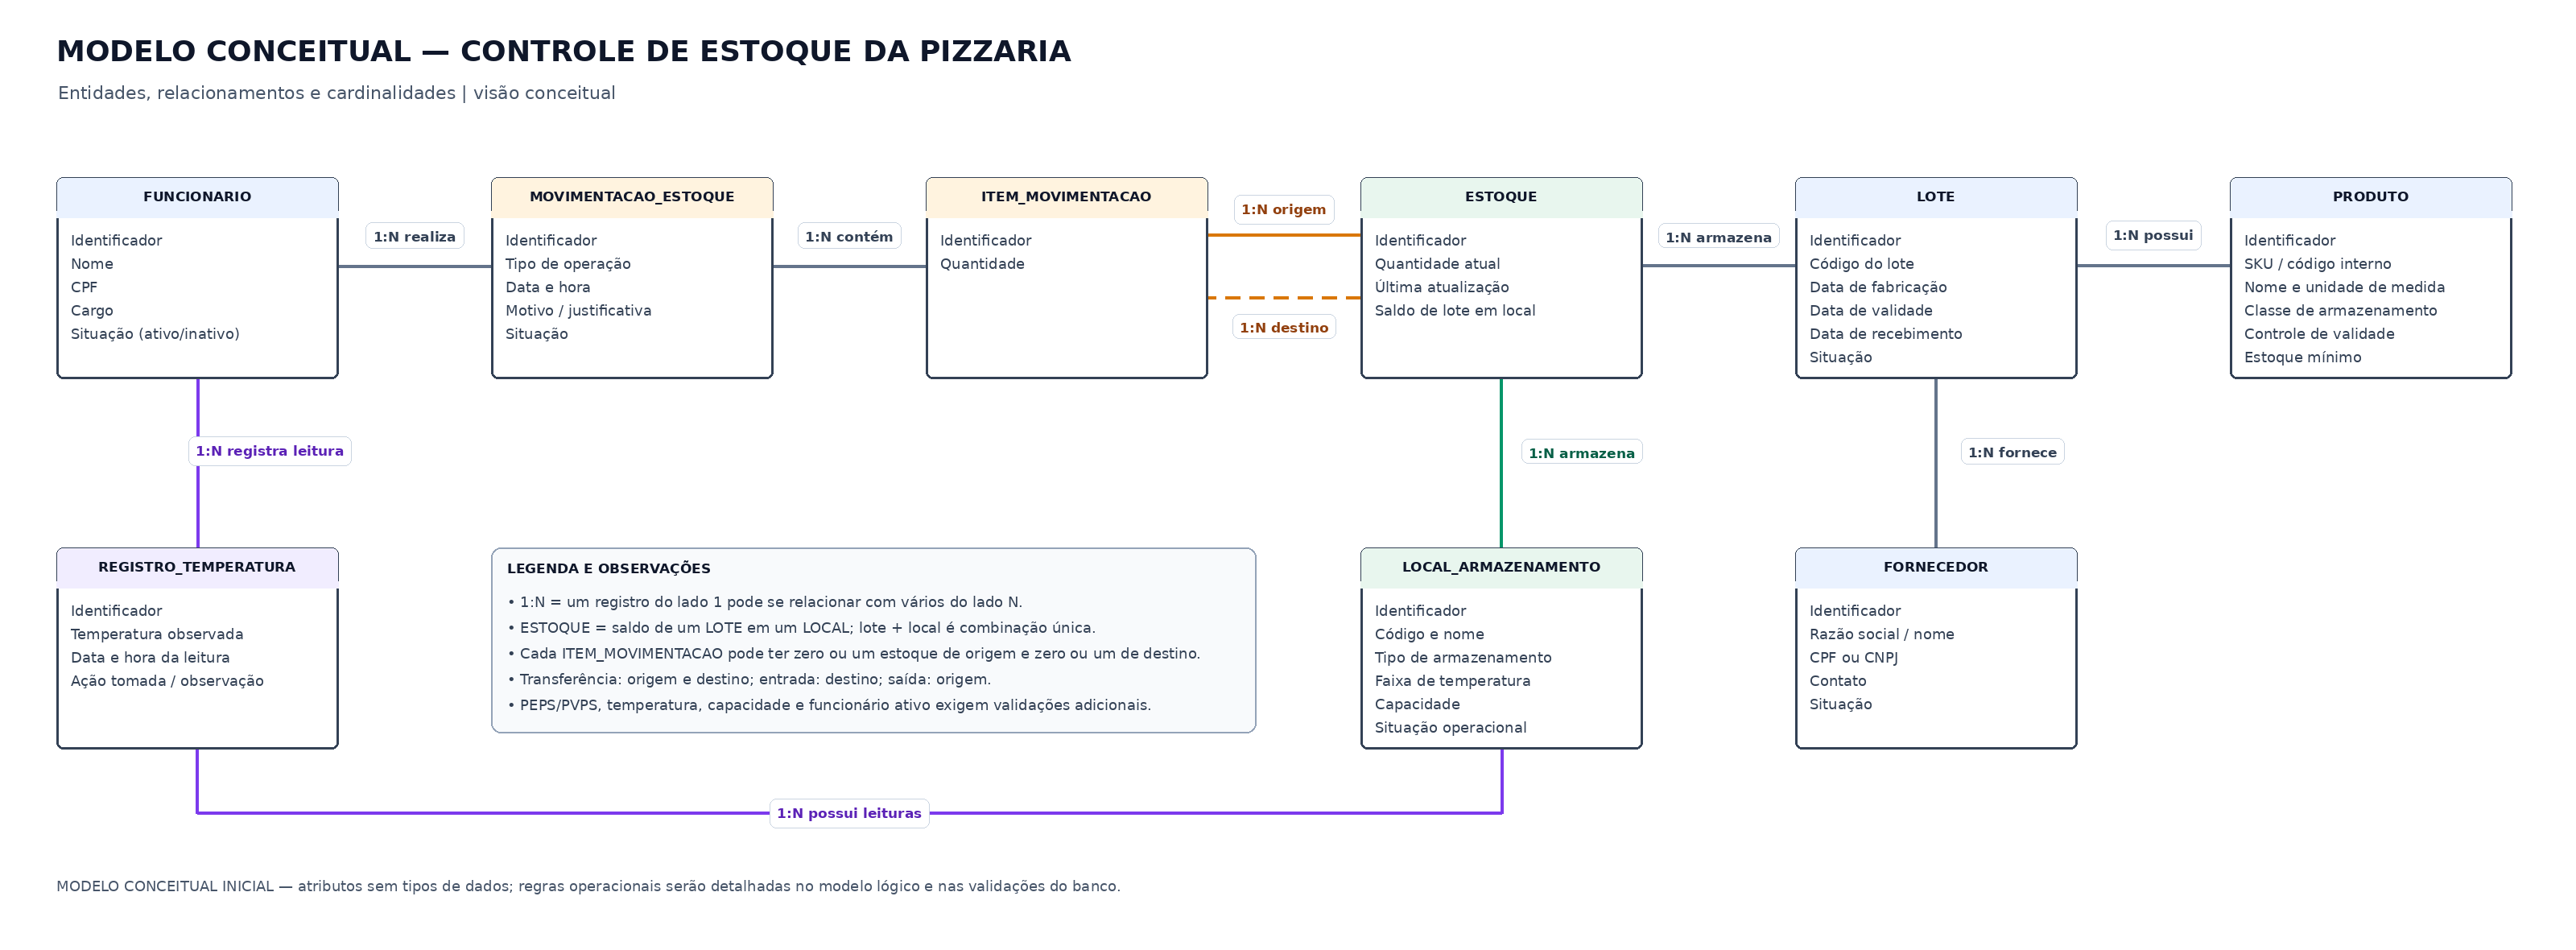 MODELO CONCEITUAL — CONTROLE DE ESTOQUE DA PIZZARIA
Entidades, relacionamentos e cardinalidades | visão conceitual
FUNCIONARIO
Identificador
Nome
CPF
Cargo
Situação (ativo/inativo)
1:N realiza
MOVIMENTACAO_ESTOQUE
Identificador
Tipo de operação
Data e hora
Motivo / justificativa
Situação
1:N contém
ITEM_MOVIMENTACAO
Identificador
Quantidade
1:N origem
1:N destino
ESTOQUE
Identificador
Quantidade atual
Última atualização
Saldo de lote em local
1:N armazena
LOTE
Identificador
Código do lote
Data de fabricação
Data de validade
Data de recebimento
Situação
1:N possui
PRODUTO
Identificador
SKU / código interno
Nome e unidade de medida
Classe de armazenamento
Controle de validade
Estoque mínimo
1:N registra leitura
1:N armazena
1:N fornece
REGISTRO_TEMPERATURA
Identificador
Temperatura observada
Data e hora da leitura
Ação tomada / observação
LEGENDA E OBSERVAÇÕES
• 1:N = um registro do lado 1 pode se relacionar com vários do lado N.
• ESTOQUE = saldo de um LOTE em um LOCAL; lote + local é combinação única.
• Cada ITEM_MOVIMENTACAO pode ter zero ou um estoque de origem e zero ou um de destino.
• Transferência: origem e destino; entrada: destino; saída: origem.
• PEPS/PVPS, temperatura, capacidade e funcionário ativo exigem validações adicionais.
LOCAL_ARMAZENAMENTO
Identificador
Código e nome
Tipo de armazenamento
Faixa de temperatura
Capacidade
Situação operacional
FORNECEDOR
Identificador
Razão social / nome
CPF ou CNPJ
Contato
Situação
1:N possui leituras
MODELO CONCEITUAL INICIAL — atributos sem tipos de dados; regras operacionais serão detalhadas no modelo lógico e nas validações do banco.